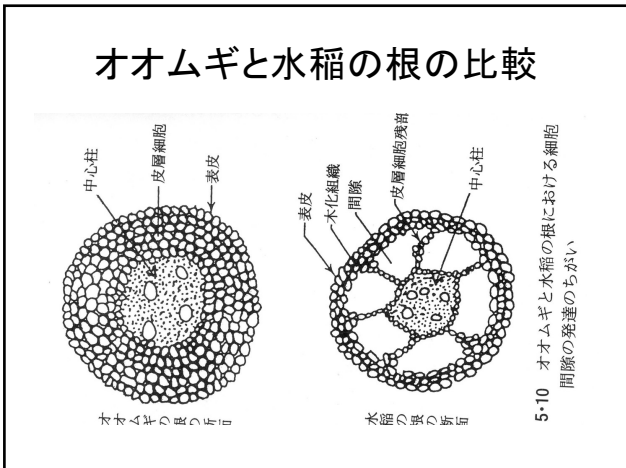 オオムギと水稲の根の比較
中心柱
皮層細胞
表皮
表皮
木化組織
間隙
皮層細胞残部
中心柱
5・10 オオムギと水稲の根における細胞
間隙の発達のちがい